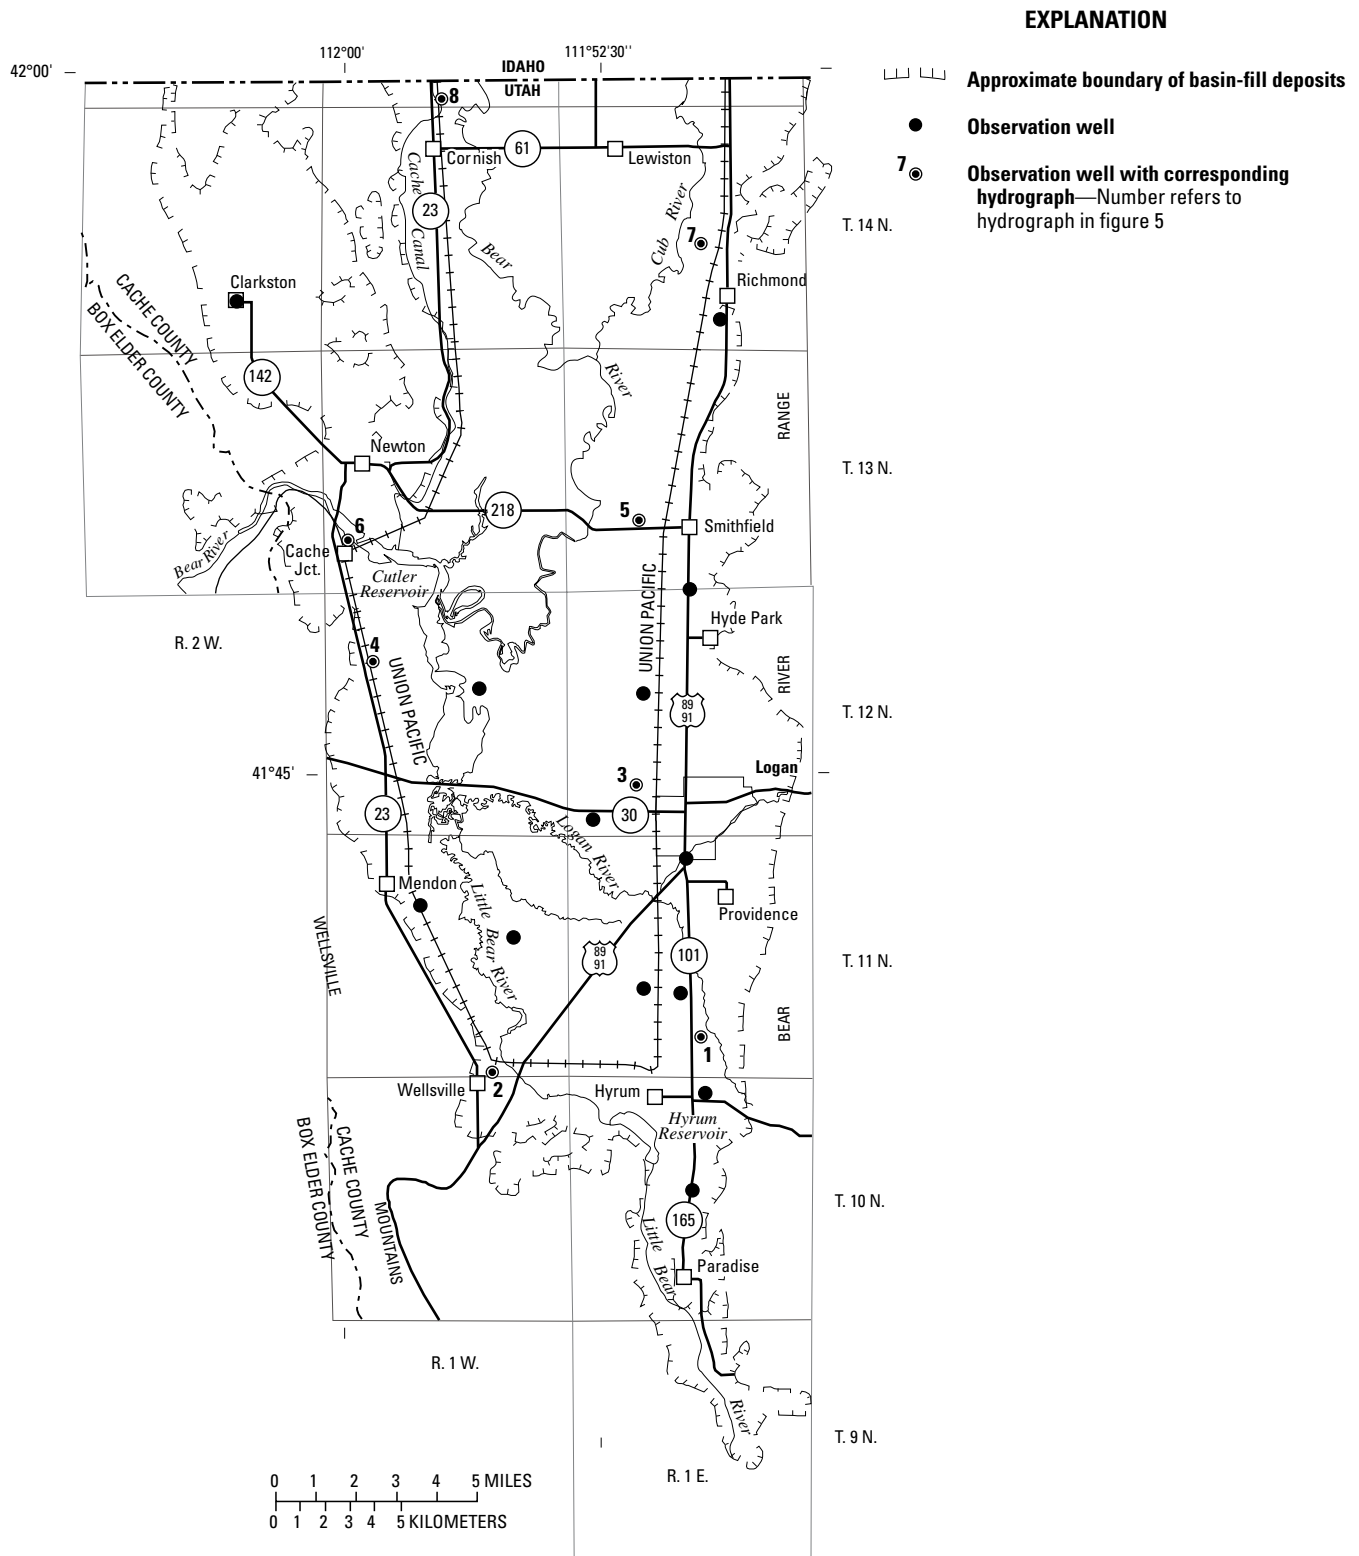 EXPLANATION
Approximate boundary of basin-fill deposits
Observation well
7
Observation well with corresponding
hydrograph—Number refers to
hydrograph in figure 5
112°00'
111°52'30''
42°00'
IDAHO
UTAH
8
Cornish
61
Lewiston
Cache
Canal
23
Bear
River
Cub
River
7
T. 14 N.
Richmond
Clarkston
CACHE COUNTY
BOX ELDER COUNTY
142
RANGE
Newton
T. 13 N.
218
5
Smithfield
6
Bear River
Cache
Jct.
Cutler
Reservoir
UNION PACIFIC
Hyde Park
R. 2 W.
4
UNION PACIFIC
RIVER
89
91
T. 12 N.
41°45'
3
Logan
23
30
Logan River
Mendon
Little
Bear River
Providence
WELLSVILLE
89
91
101
T. 11 N.
BEAR
1
2
Wellsville
Hyrum
Hyrum
Reservoir
BOX ELDER COUNTY
CACHE COUNTY
MOUNTAINS
T. 10 N.
165
Little
Bear
River
Paradise
R. 1 W.
T. 9 N.
R. 1 E.
0 1 2 3 4 5 MILES
0 1 2 3 4 5 KILOMETERS